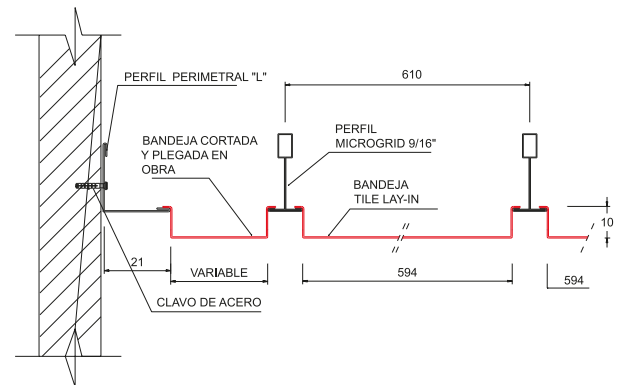 610
PERFIL PERIMETRAL "L"
BANDEJA CORTADA
Y PLEGADA EN
OBRA
PERFIL
MICROGRID 9/16"
BANDEJA
TILE LAY-IN
10
21
VARIABLE
594
594
CLAVO DE ACERO